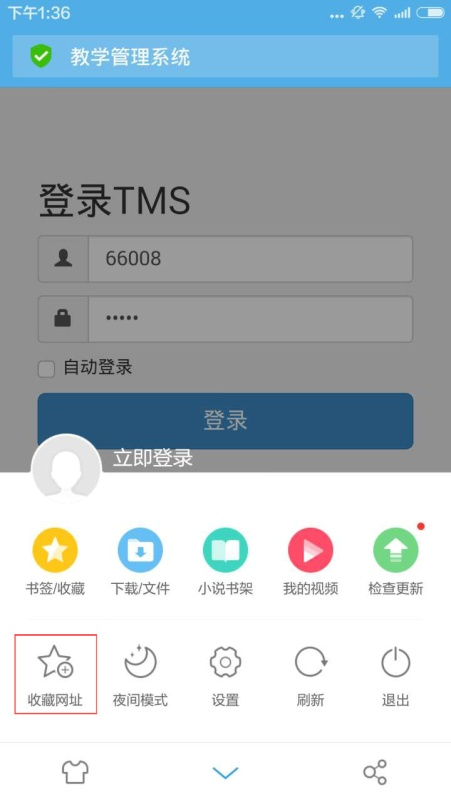 下午1:36
教学管理系统
登录TMS
66008
•••••
自动登录
登录
立即登录
书签/收藏 下载/文件 小说书架 我的视频 检查更新
收藏网址 夜间模式 设置 刷新 退出